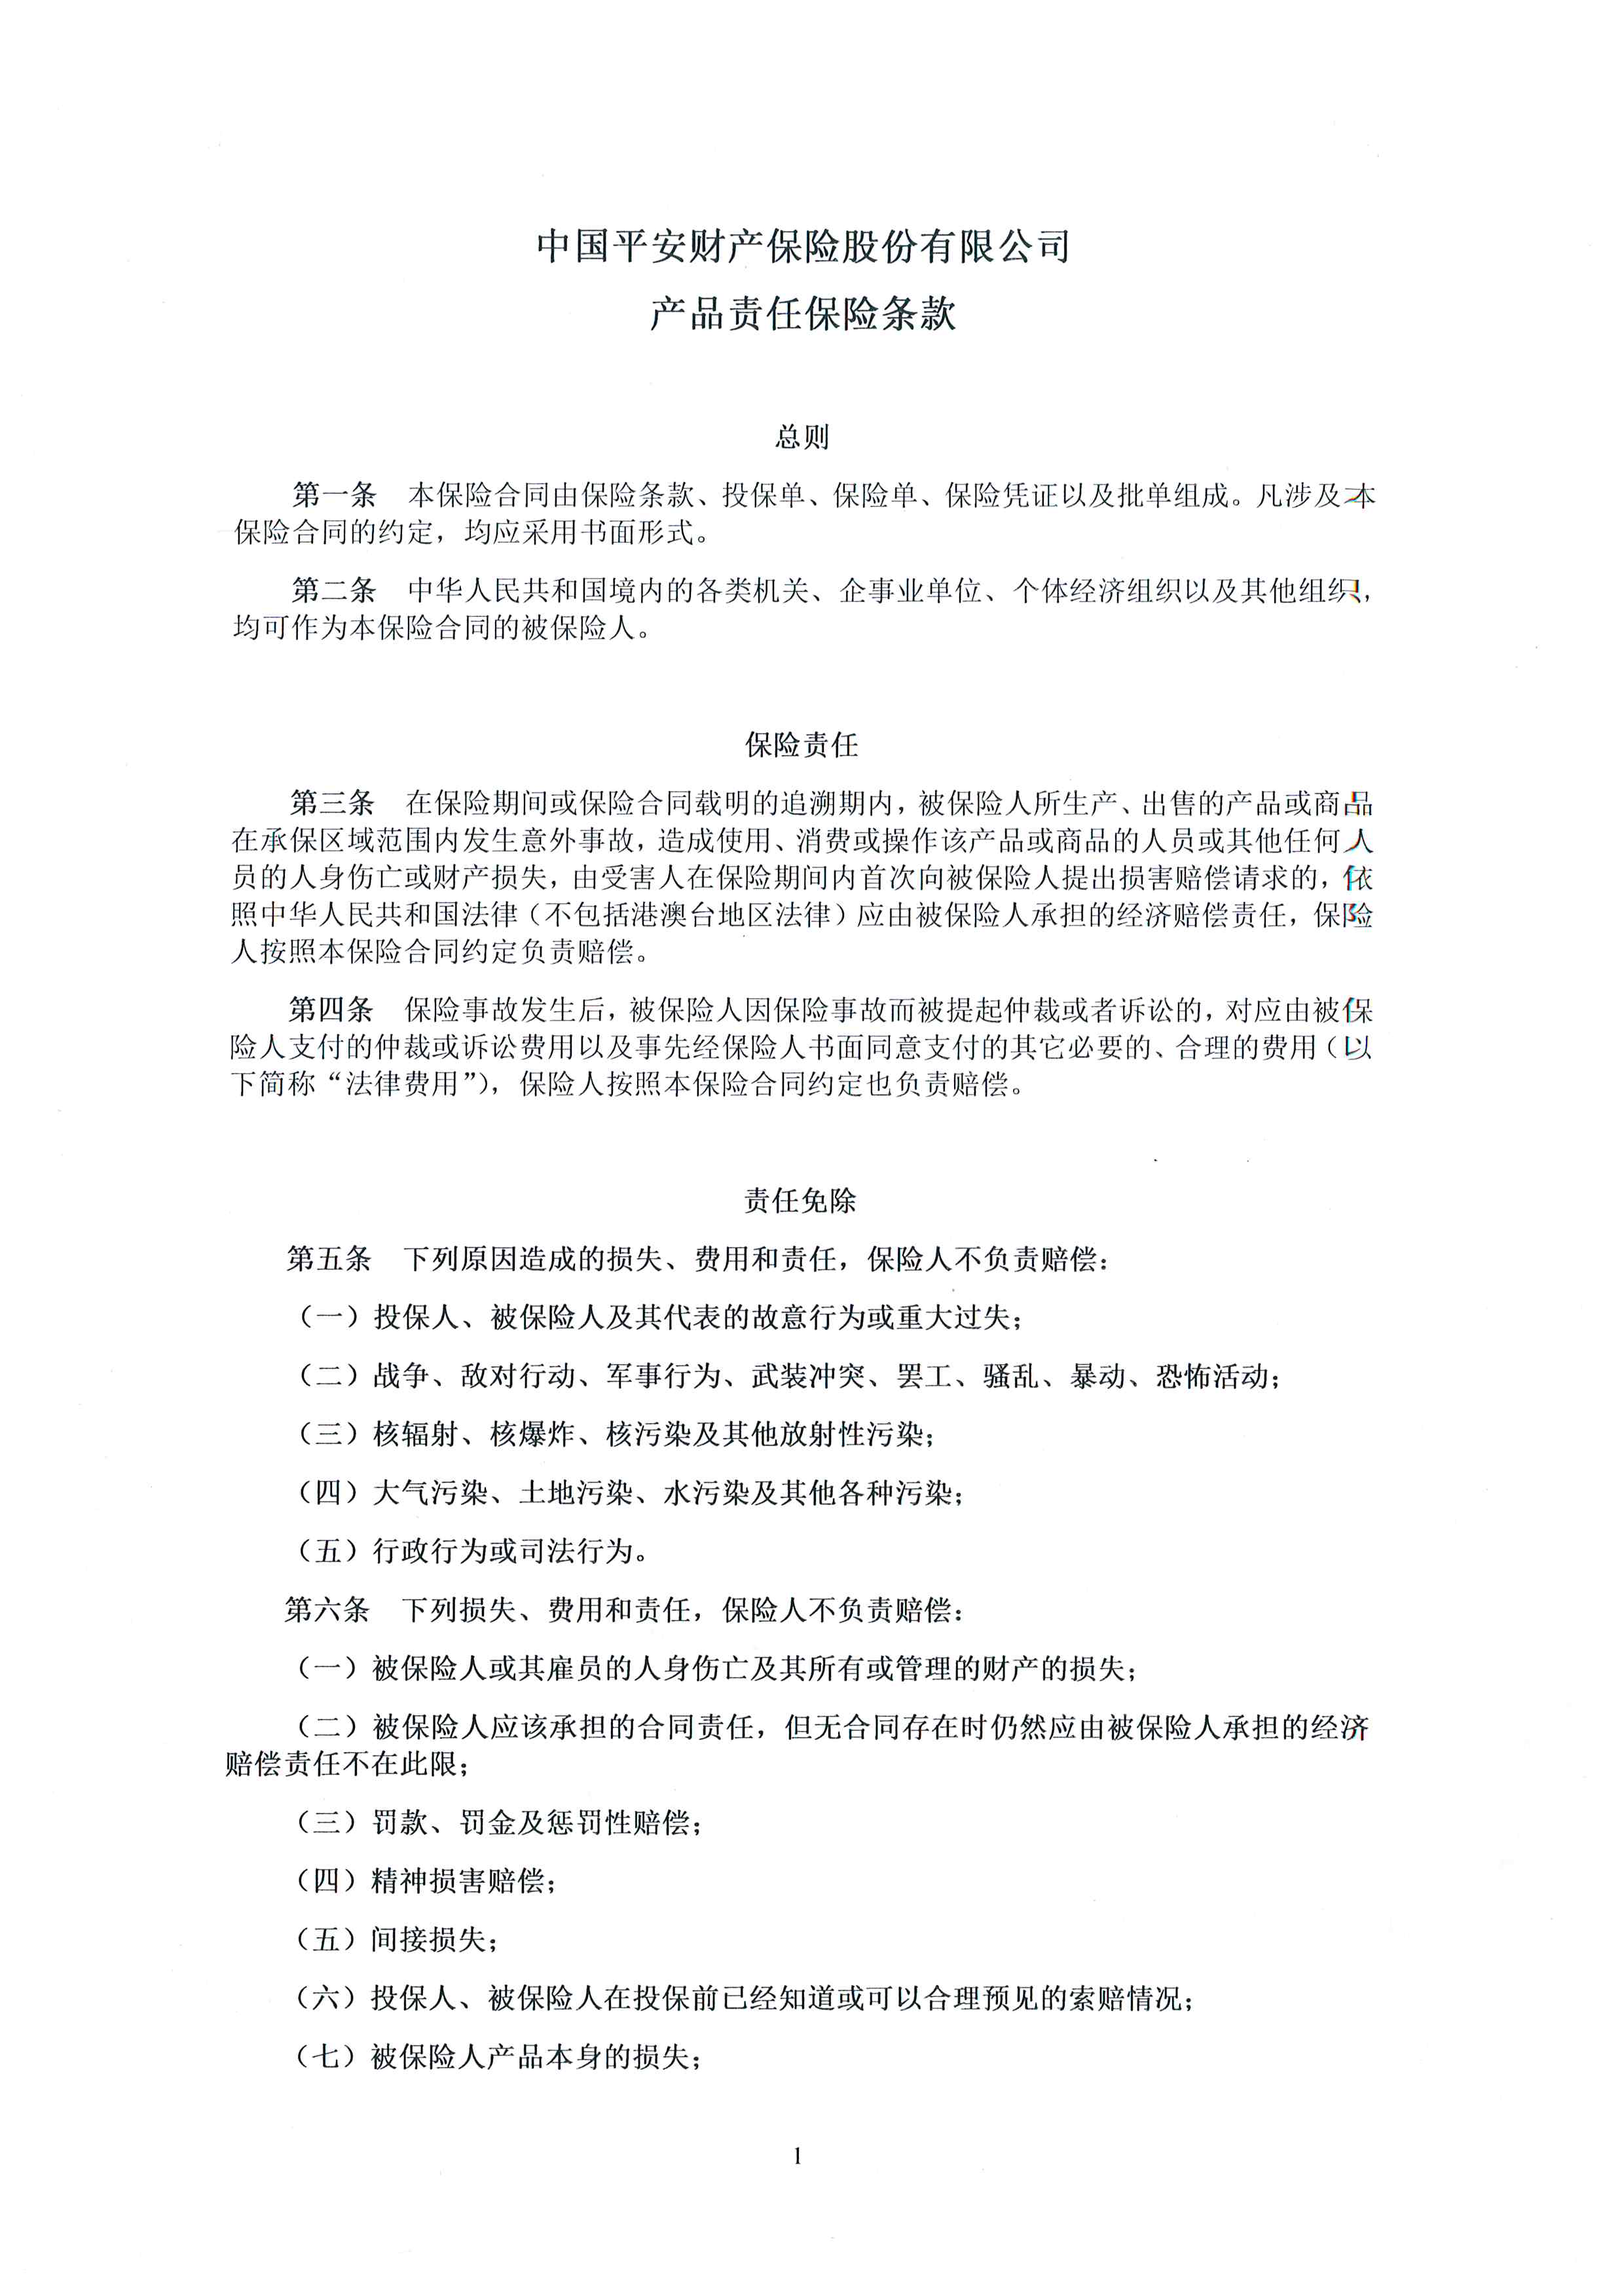 中国平安财产保险股份有限公司
产品责任保险条款
总则
第一条 本保险合同由保险条款、投保单、保险单、保险凭证以及批单组成。凡涉及本
保险合同的约定，均应采用书面形式。
第二条 中华人民共和国境内的各类机关、企事业单位、个体经济组织以及其他组织，
均可作为本保险合同的被保险人。
保险责任
第三条 在保险期间或保险合同载明的追溯期内，被保险人所生产、出售的产品或商品
在承保区域范围内发生意外事故，造成使用、消费或操作该产品或商品的人员或其他任何人
员的人身伤亡或财产损失，由受害人在保险期间内首次向被保险人提出损害赔偿请求的，依
照中华人民共和国法律（不包括港澳台地区法律）应由被保险人承担的经济赔偿责任，保险
人按照本保险合同约定负责赔偿。
第四条 保险事故发生后，被保险人因保险事故而被提起仲裁或者诉讼的，对应由被保
险人支付的仲裁或诉讼费用以及事先经保险人书面同意支付的其它必要的、合理的费用（以
下简称“法律费用”），保险人按照本保险合同约定也负责赔偿。
责任免除
第五条 下列原因造成的损失、费用和责任，保险人不负责赔偿：
（一）投保人、被保险人及其代表的故意行为或重大过失；
（二）战争、敌对行动、军事行为、武装冲突、罢工、骚乱、暴动、恐怖活动；
（三）核辐射、核爆炸、核污染及其他放射性污染；
（四）大气污染、土地污染、水污染及其他各种污染；
（五）行政行为或司法行为。
第六条 下列损失、费用和责任，保险人不负责赔偿：
（一）被保险人或其雇员的人身伤亡及其所有或管理的财产的损失；
（二）被保险人应该承担的合同责任，但无合同存在时仍然应由被保险人承担的经济
赔偿责任不在此限；
（三）罚款、罚金及惩罚性赔偿；
（四）精神损害赔偿；
（五）间接损失；
（六）投保人、被保险人在投保前已经知道或可以合理预见的索赔情况；
（七）被保险人产品本身的损失；
1